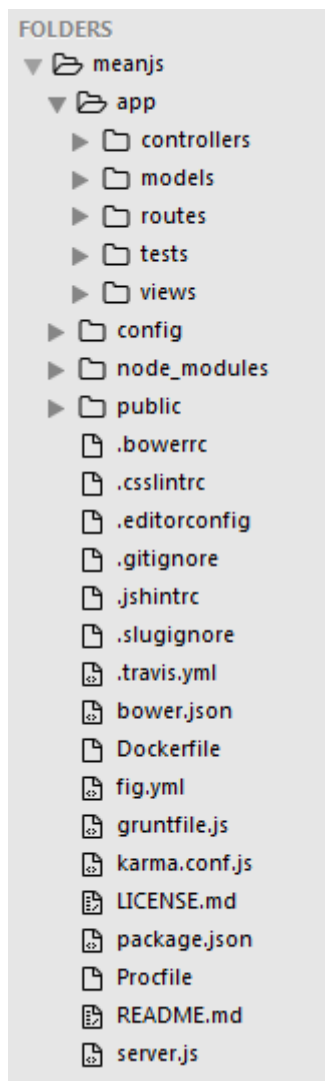 FOLDERS
meanjs
app
controllers
models
routes
tests
views
config
node_modules
public
.bowerrc
.csslintrc
.editorconfig
.gitignore
.jshintrc
.slugignore
.travis.yml
bower.json
Dockerfile
fig.yml
gruntfile.js
karma.conf.js
LICENSE.md
package.json
Procfile
README.md
server.js